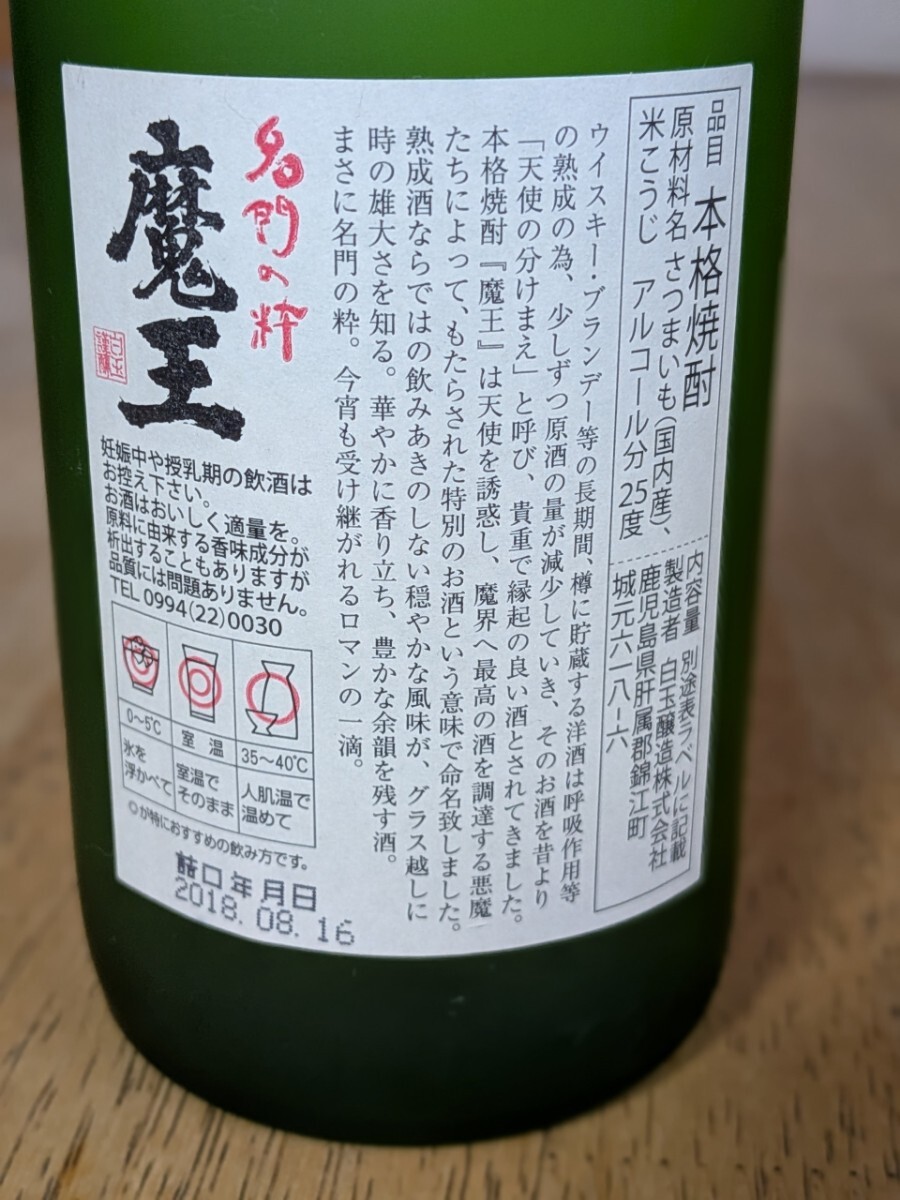 品目 本格焼酎
原材料名 さつまいも(国内産)、
米こうじ アルコール分 25度
内容量 別途表ラベルに記載
製造者 白玉醸造株式会社
鹿児島県肝属郡錦江町
城元六一八-六
ウイスキー・ブランデー等の長期間、樽に貯蔵する洋酒は呼吸作用等
の熟成の為、少しずつ原酒の量が減少していき、そのお酒を昔より
「天使の分けまえ」と呼び、貴重で縁起の良い酒とされてきました。
本格焼酎『魔王』は天使を誘惑し、魔界へ最高の酒を調達する悪魔
たちによって、もたらされた特別のお酒という意味で命名致しました。
熟成酒ならではの飲みあきのしない穏やかな風味が、グラス越しに
時の雄大さを知る。華やかに香り立ち、豊かな余韻を残す酒。
まさに名門の粋。今宵も受け継がれるロマンの一滴。
名門の粋
魔王
妊娠中や授乳期の飲酒は
お控え下さい。
お酒はおいしく適量を。
原料に由来する香味成分が
析出することもありますが
品質には問題ありません。
TEL 0994(22)0030
0〜5℃ 室温 35〜40℃
氷を
浮かべて
室温で
そのまま
人肌温で
温めて
◎が特におすすめの飲み方です。
詰口年月日
2018.08.16